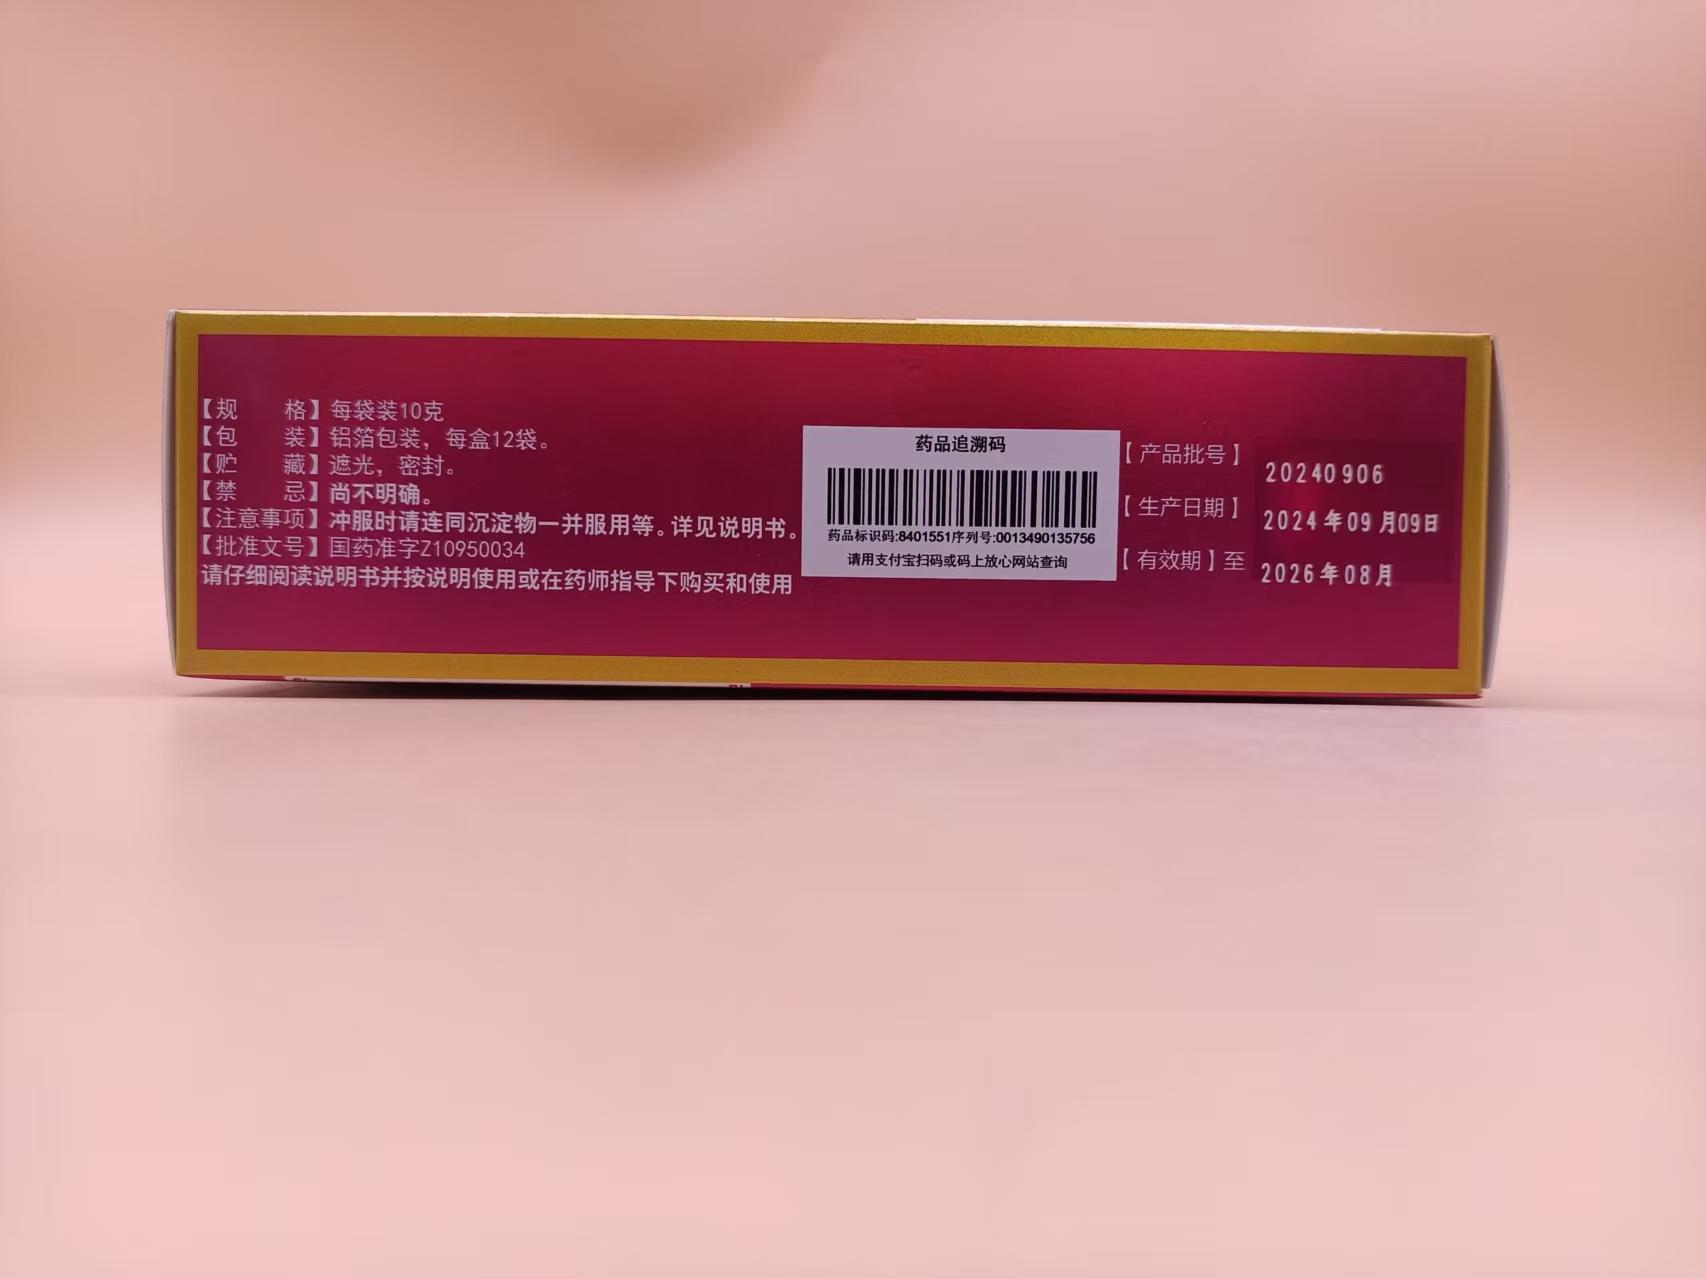 【规 格】每袋装10克
【包 装】铝箔包装，每盒12袋。
【贮 藏】遮光，密封。
【禁 忌】尚不明确。
【注意事项】冲服时请连同沉淀物一并服用等。详见说明书。
【批准文号】国药准字Z10950034
请仔细阅读说明书并按说明使用或在药师指导下购买和使用
药品追溯码
药品标识码:8401551序列号:0013490135756
请用支付宝扫码或码上放心网站查询
【产品批号】 20240906
【生产日期】 2024年09月09日
【有效期】至 2026年08月